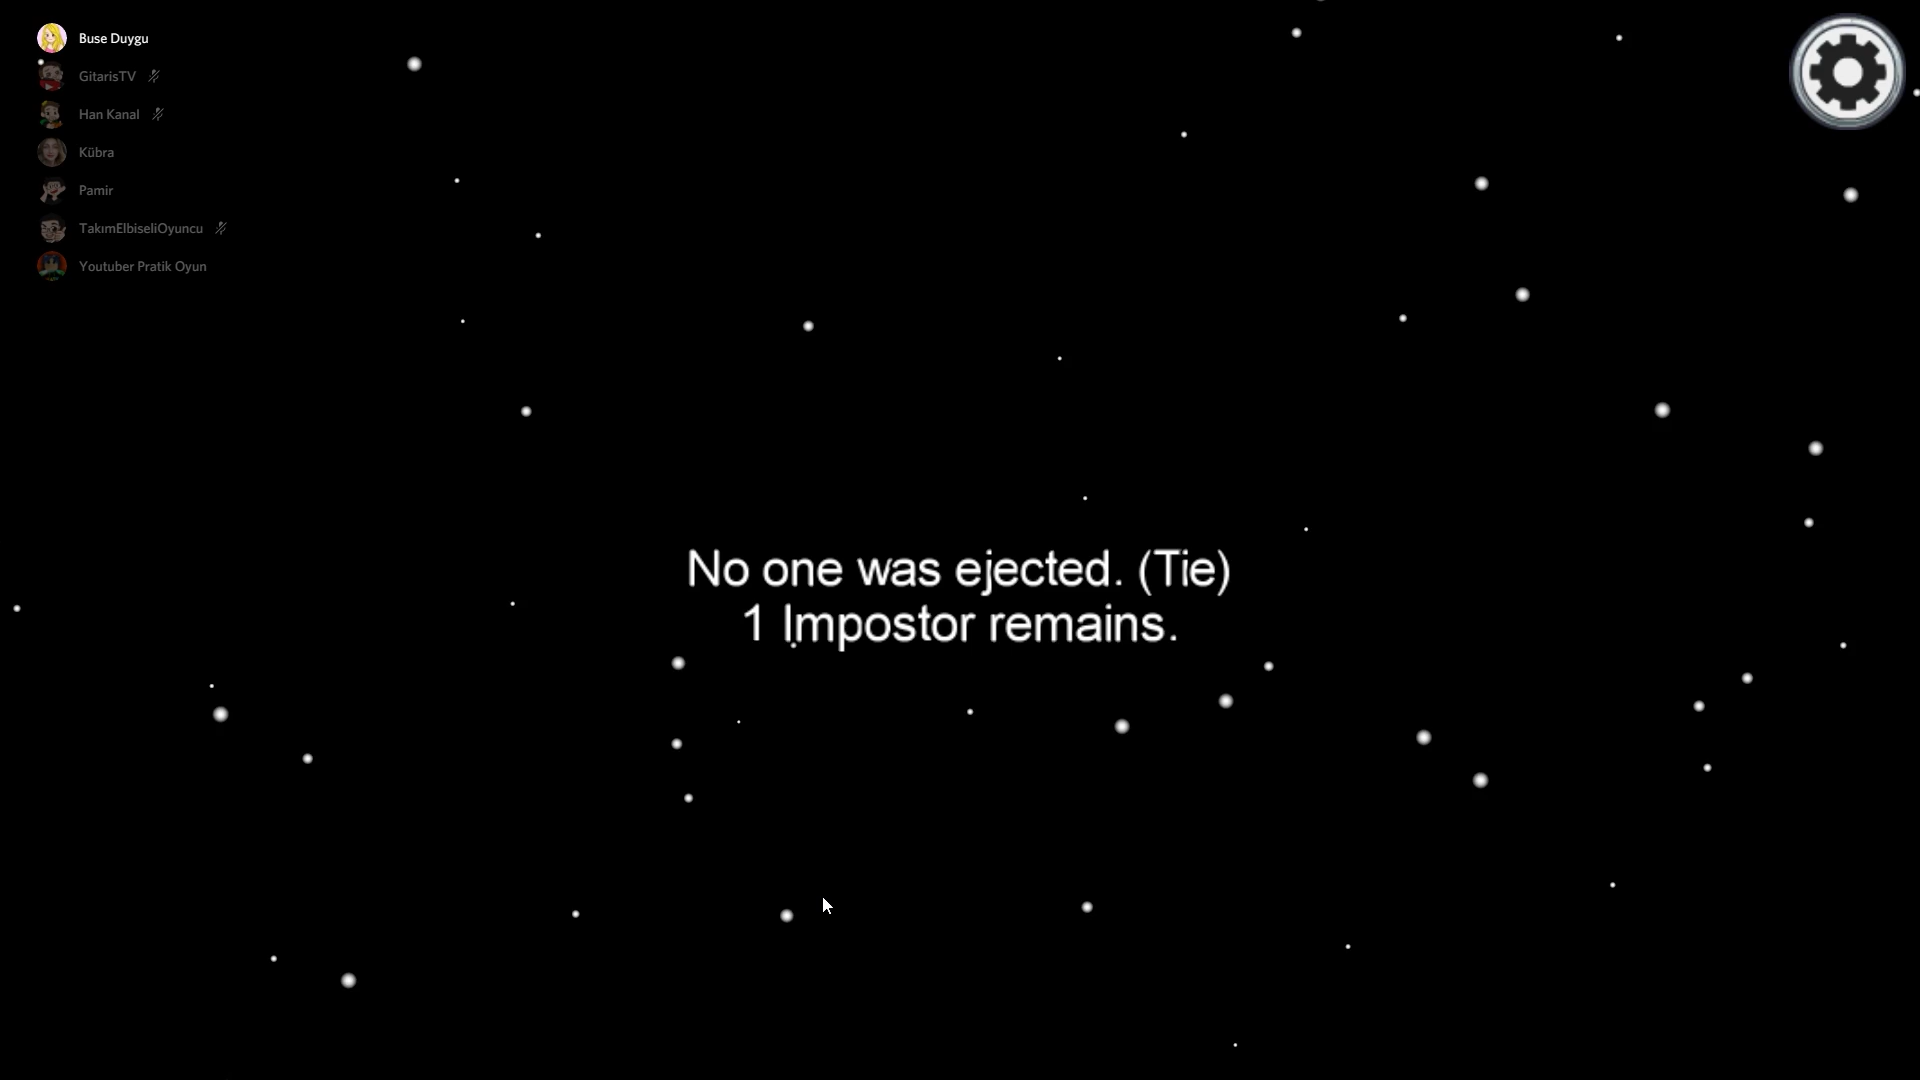 Buse Duygu
GitarisTV
Han Kanal
Kübra
Pamir
TakımElbiseliOyuncu
Youtuber Pratik Oyun
No one was ejected. (Tie)
1 Impostor remains.